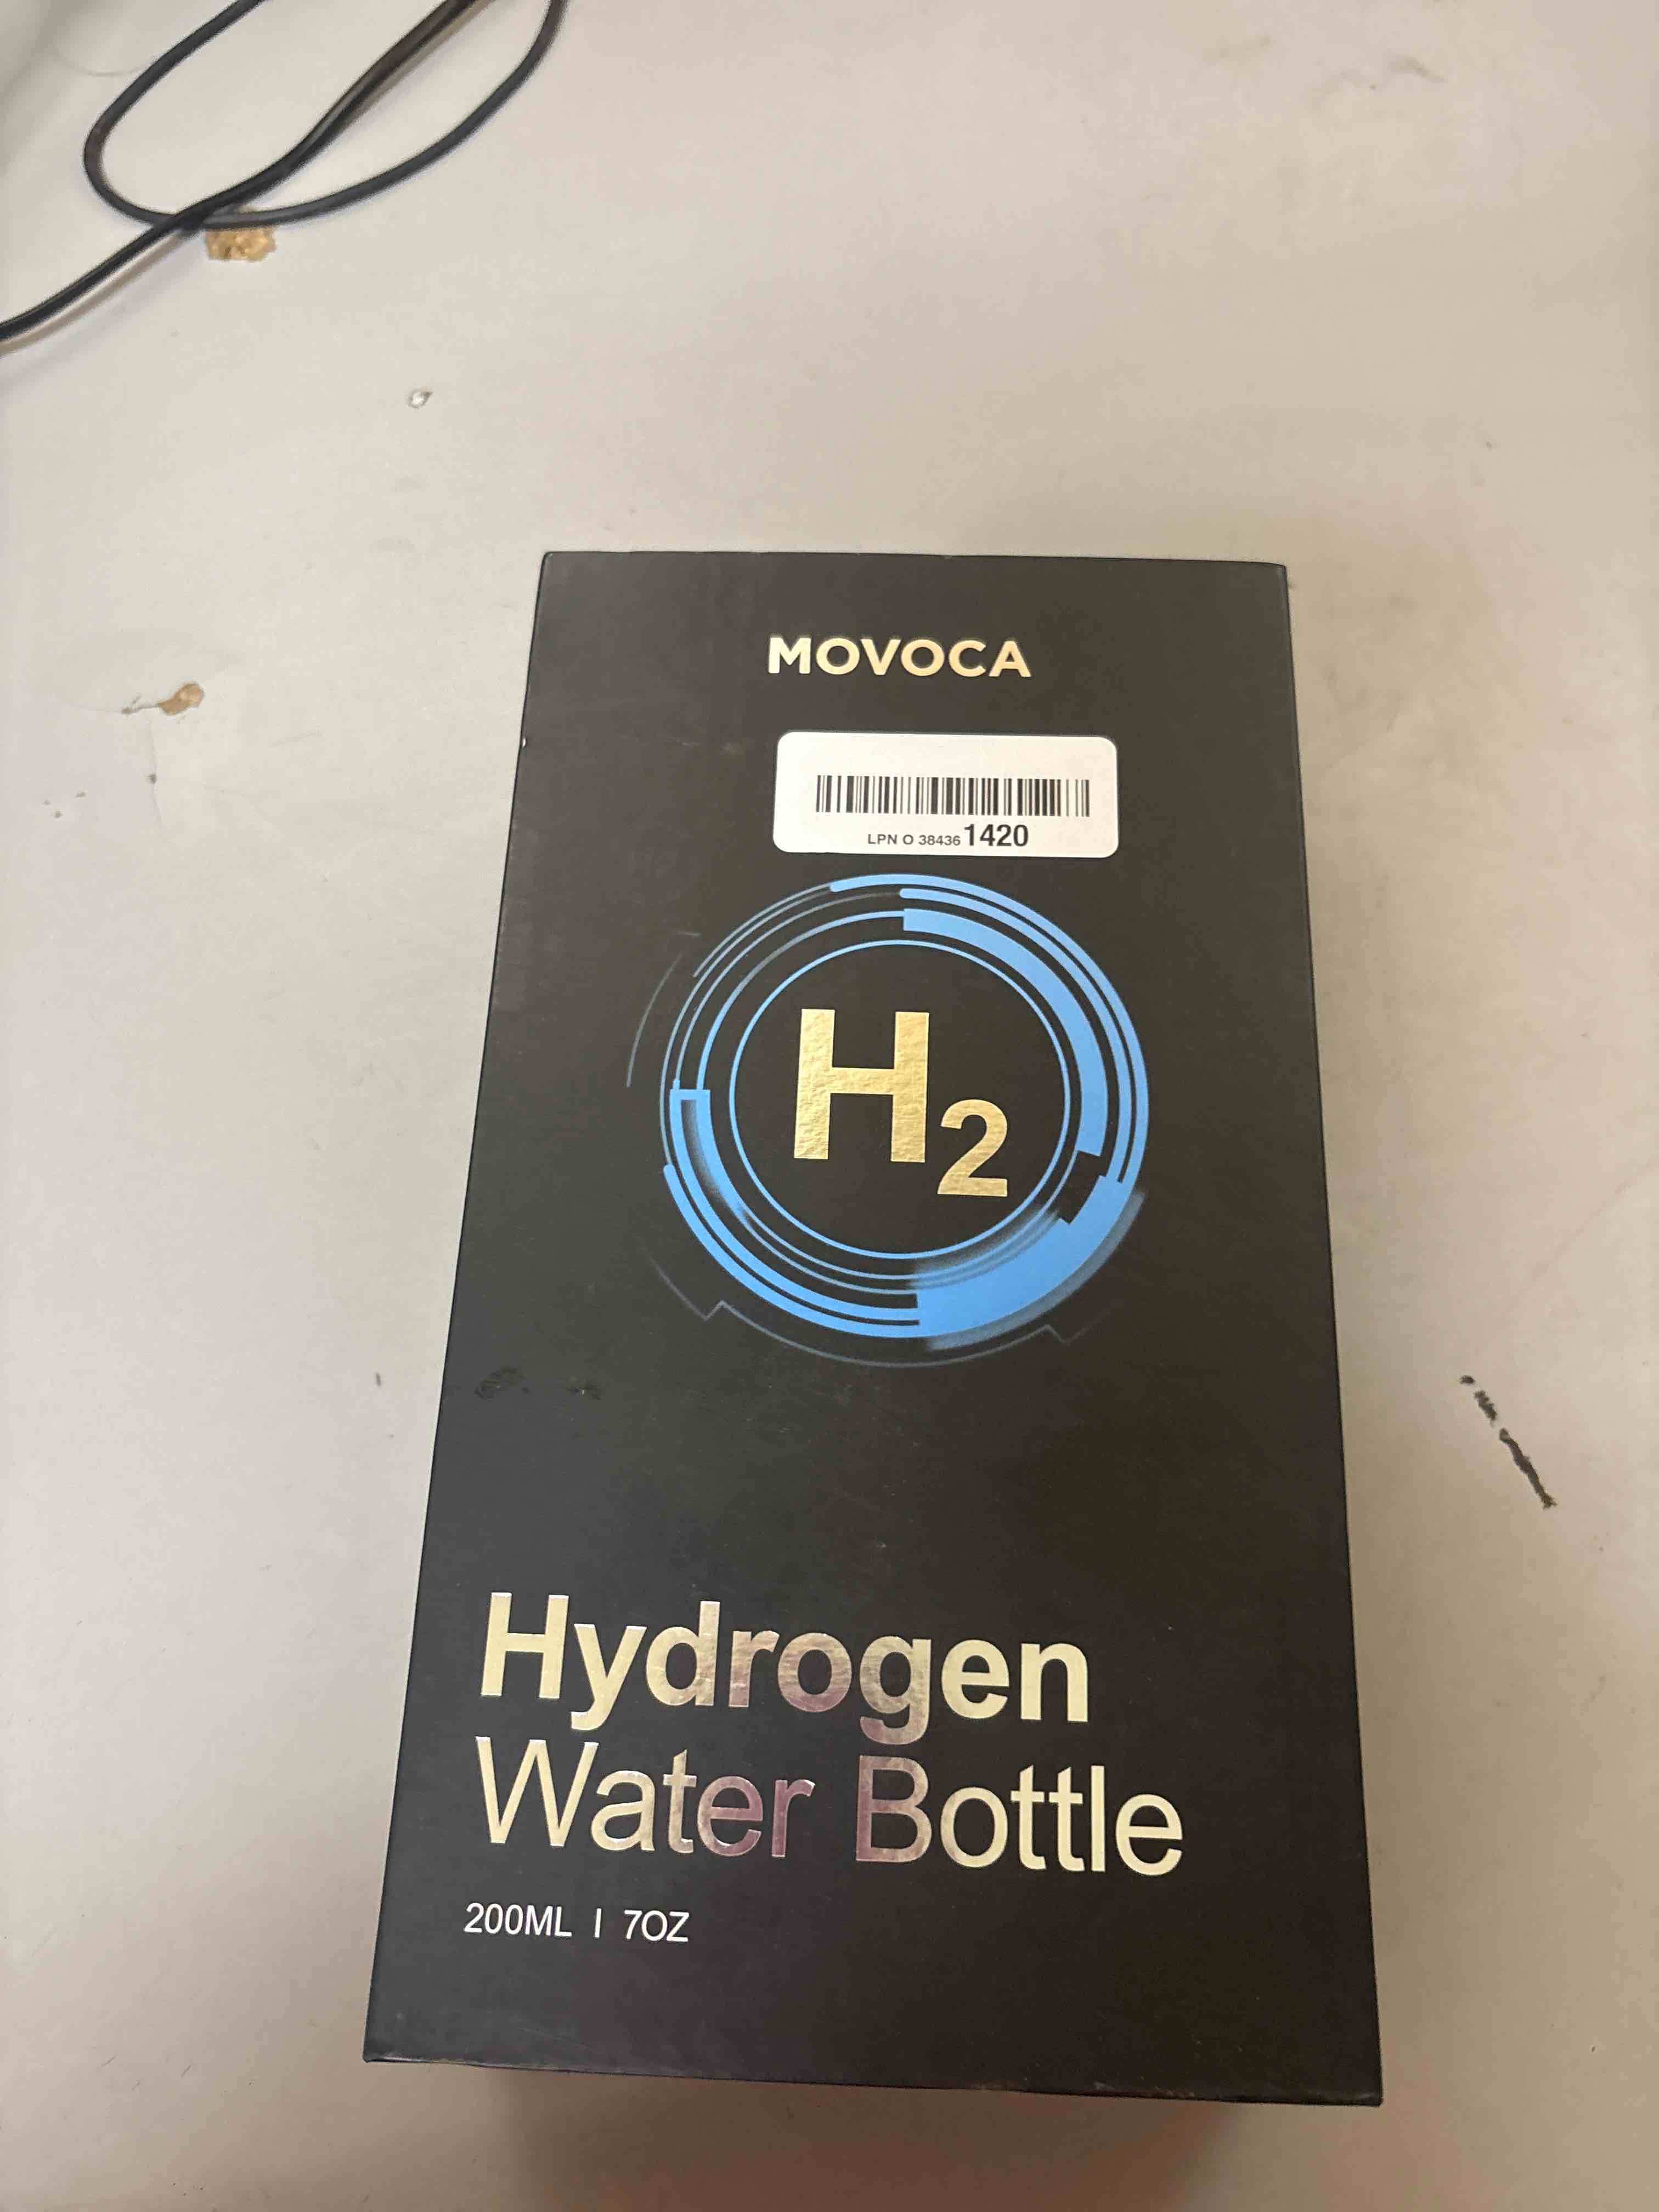 MOVOCA
LPN O 38436 1420
H2
Hydrogen
Water Bottle
200ML | 7OZ